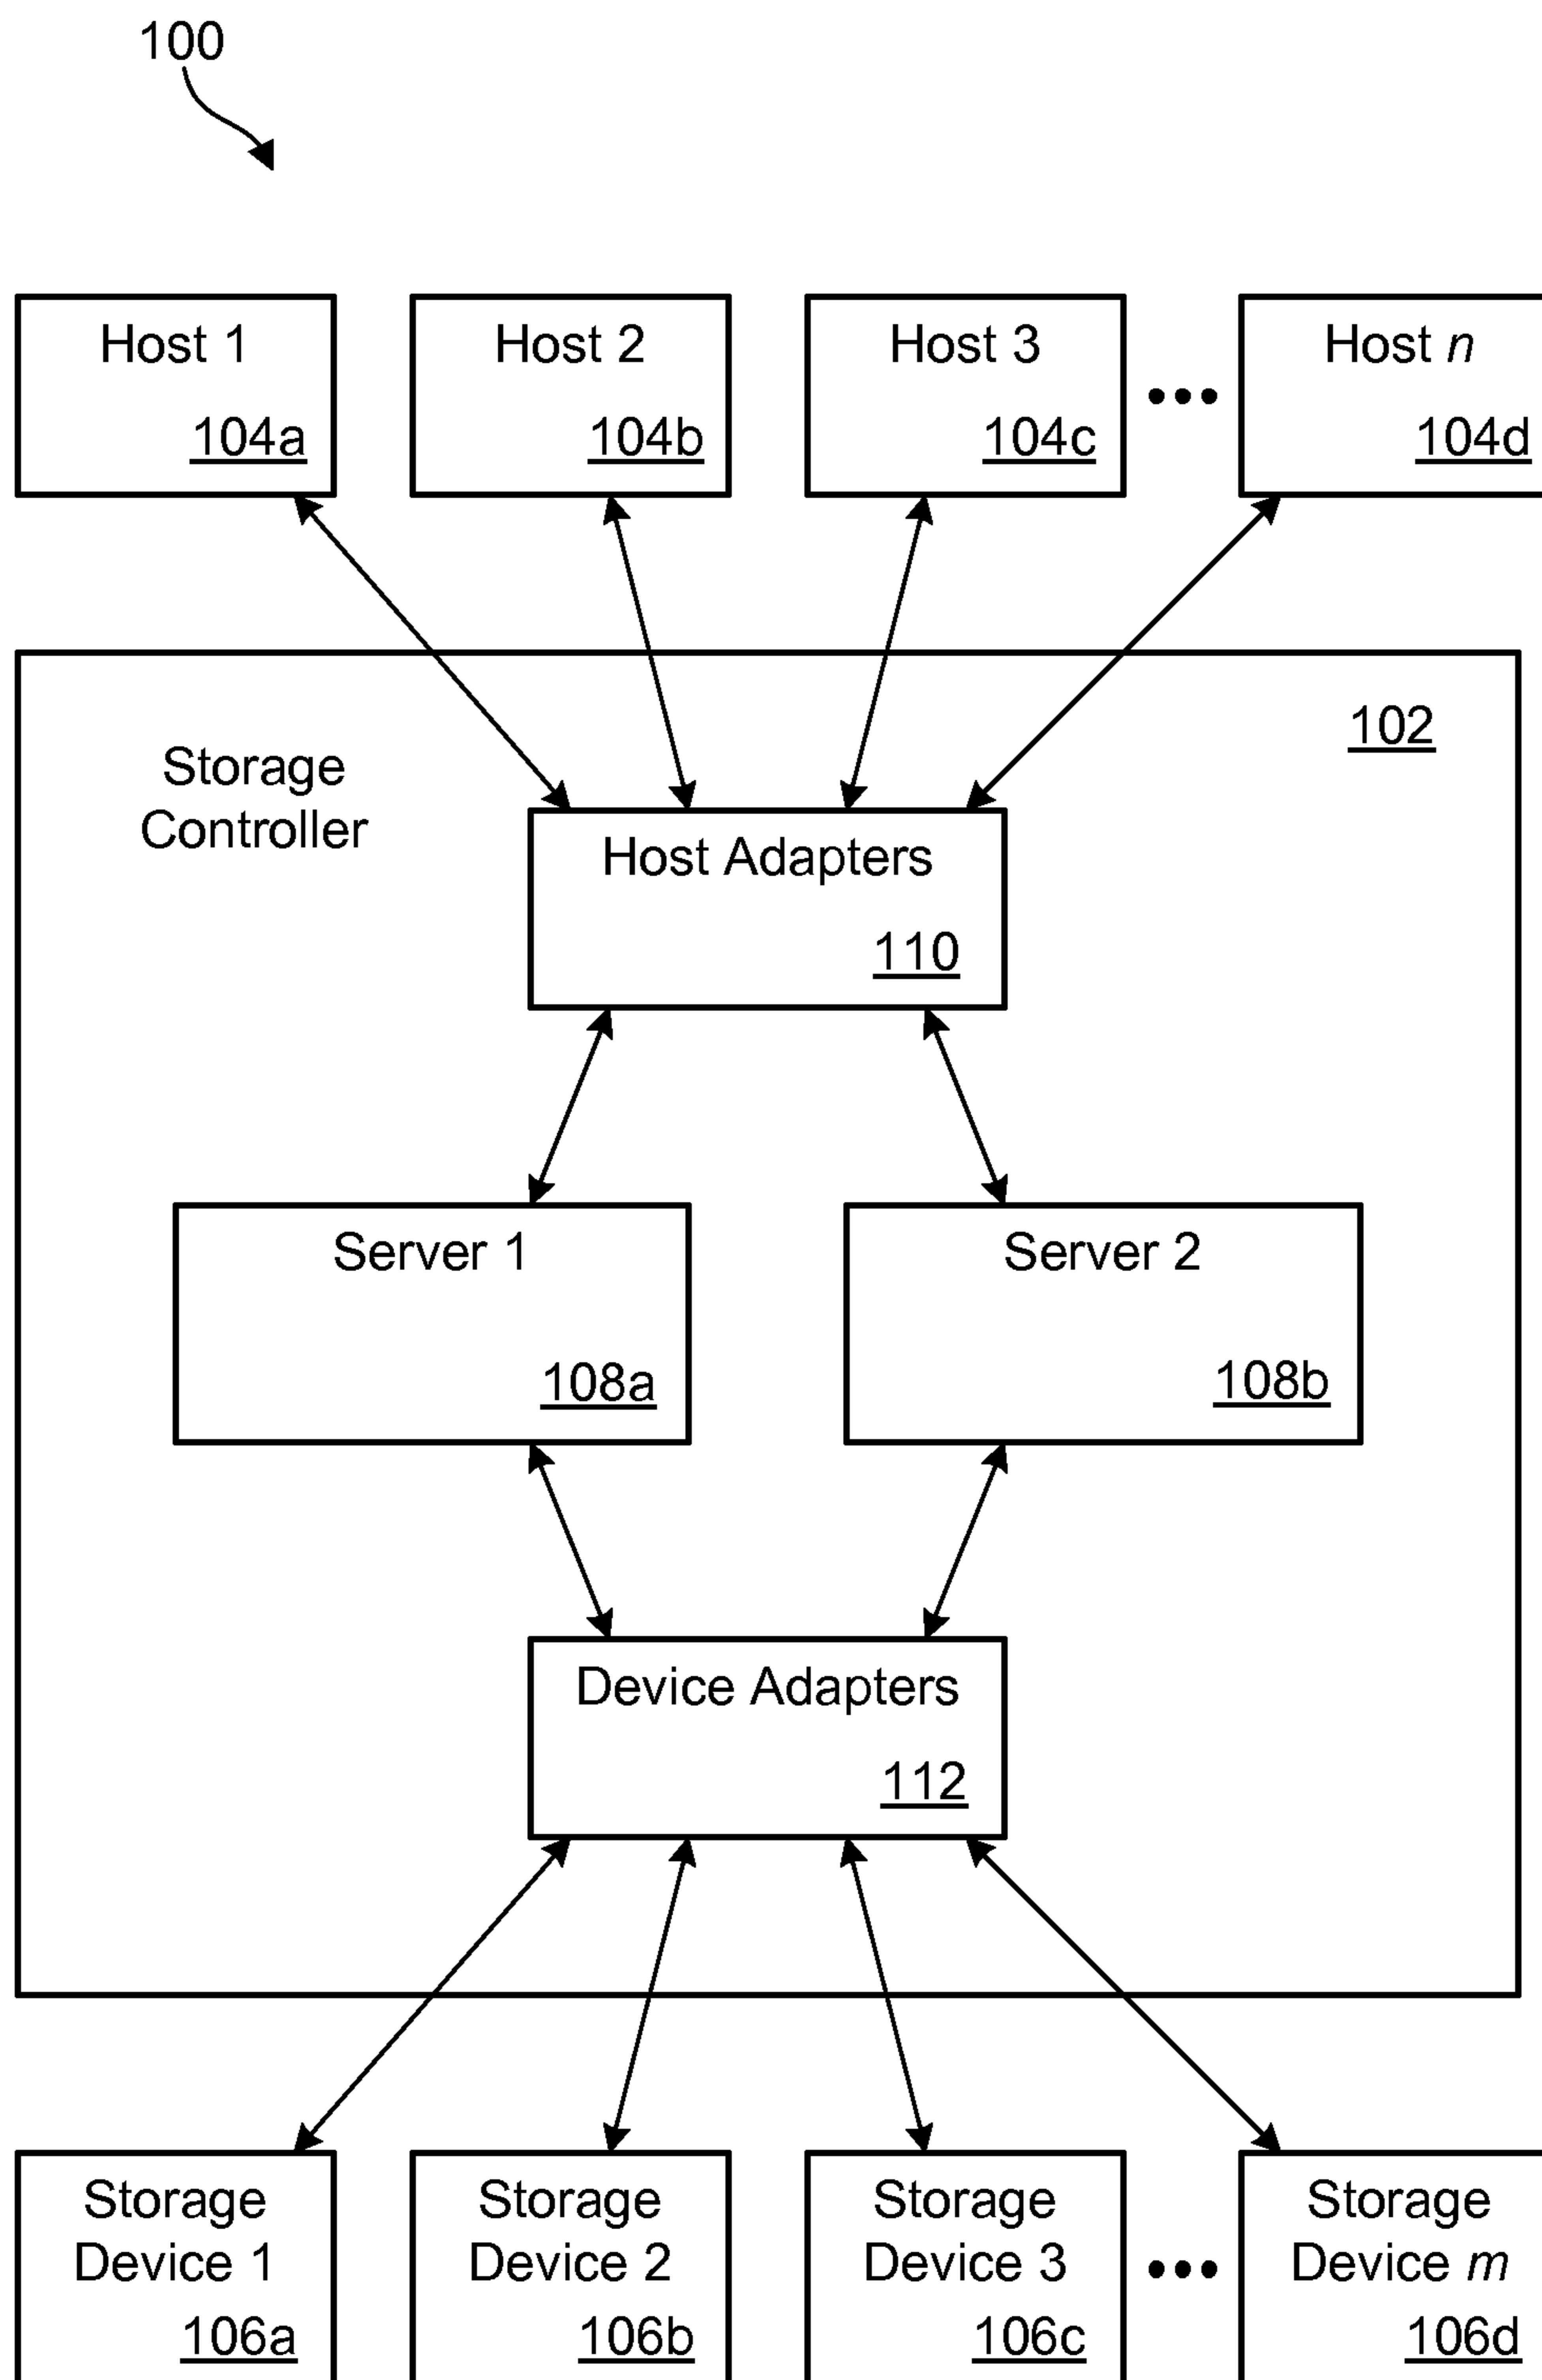 100
Host 1
104a
Host 2
104b
Host 3
104c
•••
Host n
104d
Storage
Controller
102
Host Adapters
110
Server 1
108a
Server 2
108b
Device Adapters
112
Storage
Device 1
106a
Storage
Device 2
106b
Storage
Device 3
106c
•••
Storage
Device m
106d